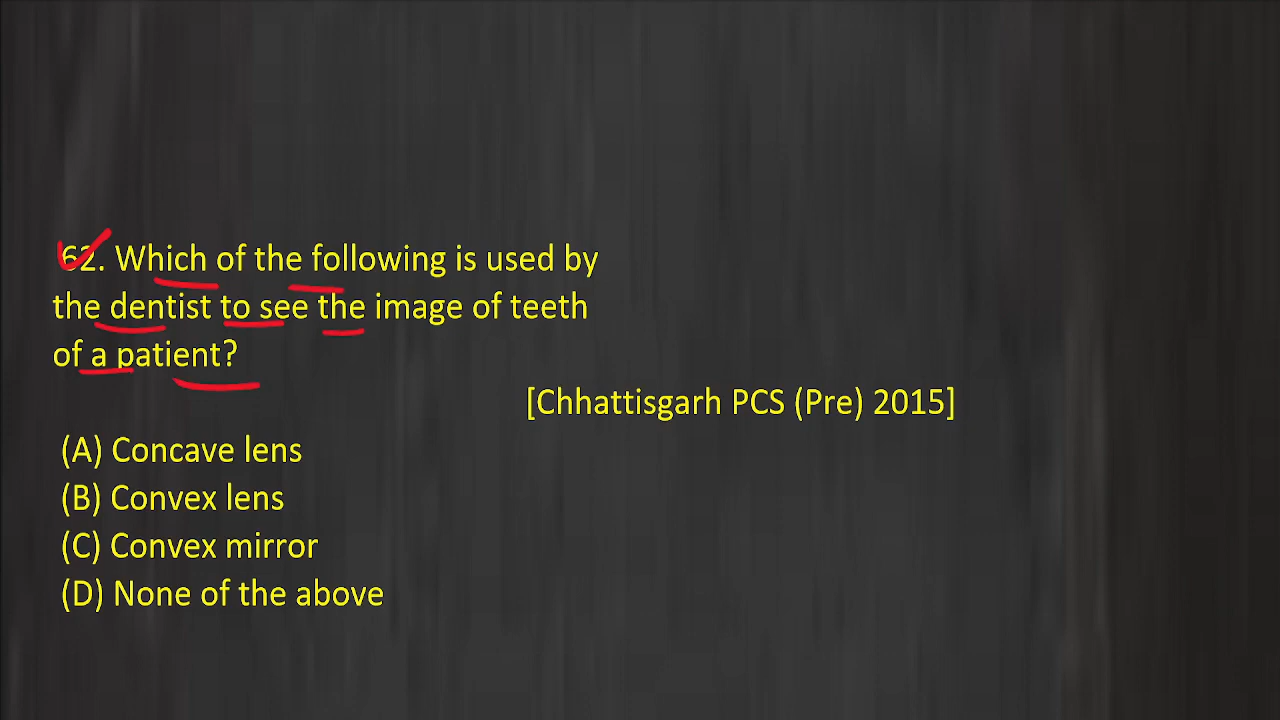 62. Which of the following is used by
the dentist to see the image of teeth
of a patient?
[Chhattisgarh PCS (Pre) 2015]
(A) Concave lens
(B) Convex lens
(C) Convex mirror
(D) None of the above